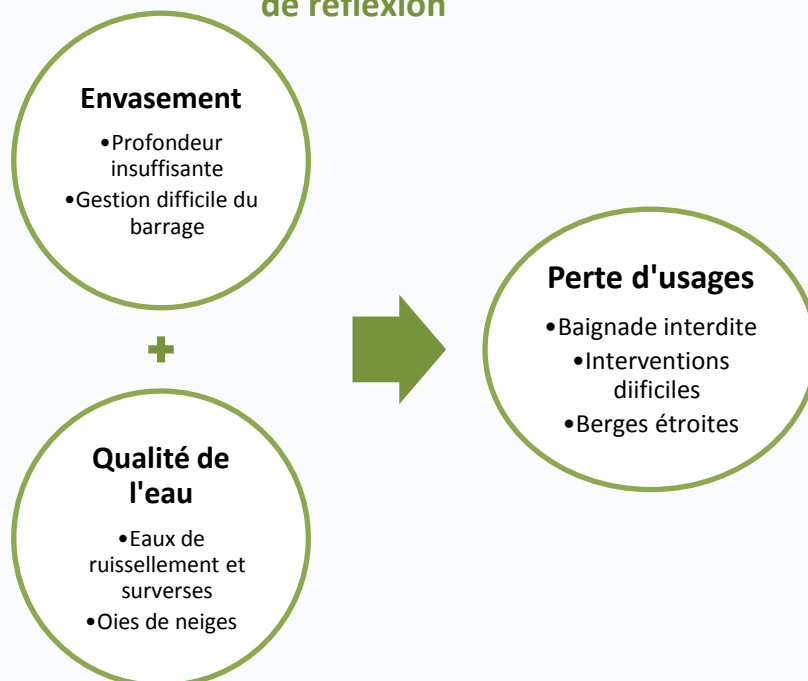 de réflexion
Envasement
•Profondeur
insuffisante
•Gestion difficile du
barrage
Qualité de
l'eau
•Eaux de
ruissellement et
surverses
•Oies de neiges
Perte d'usages
•Baignade interdite
•Interventions
diificiles
•Berges étroites